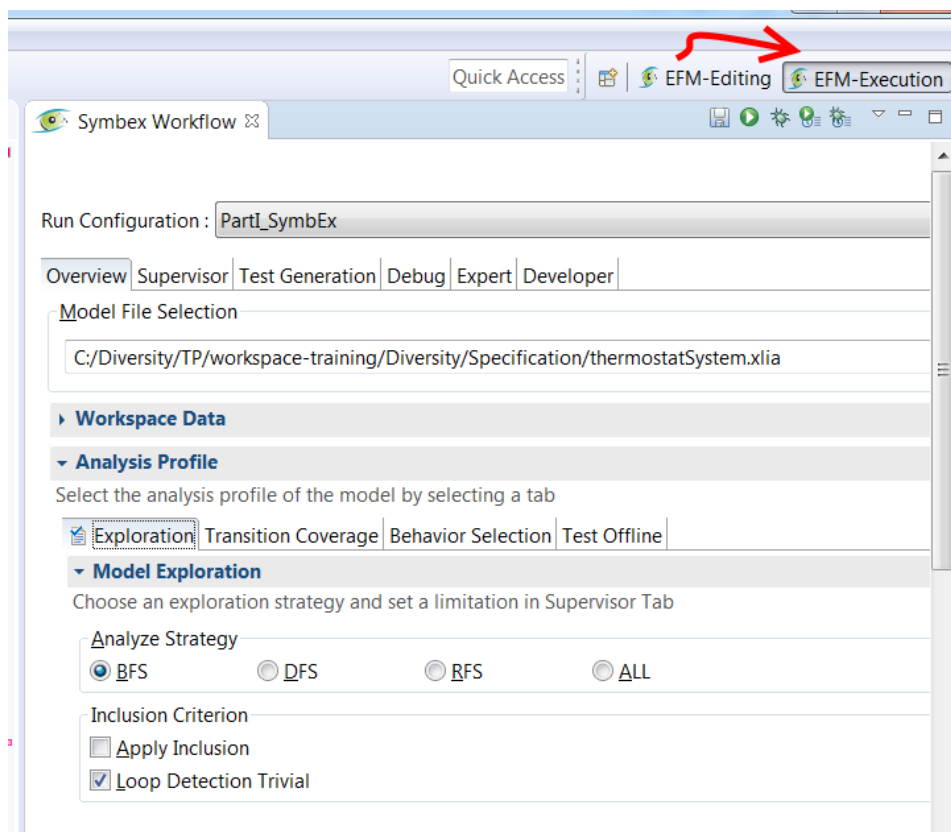 Quick Access EFM-Editing EFM-Execution
Symbex Workflow
Run Configuration : PartI_SymbEx
Overview Supervisor Test Generation Debug Expert Developer
Model File Selection
C:/Diversity/TP/workspace-training/Diversity/Specification/thermostatSystem.xlia
Workspace Data
Analysis Profile
Select the analysis profile of the model by selecting a tab
Exploration Transition Coverage Behavior Selection Test Offline
Model Exploration
Choose an exploration strategy and set a limitation in Supervisor Tab
Analyze Strategy
BFS DFS RFS ALL
Inclusion Criterion
Apply Inclusion
Loop Detection Trivial